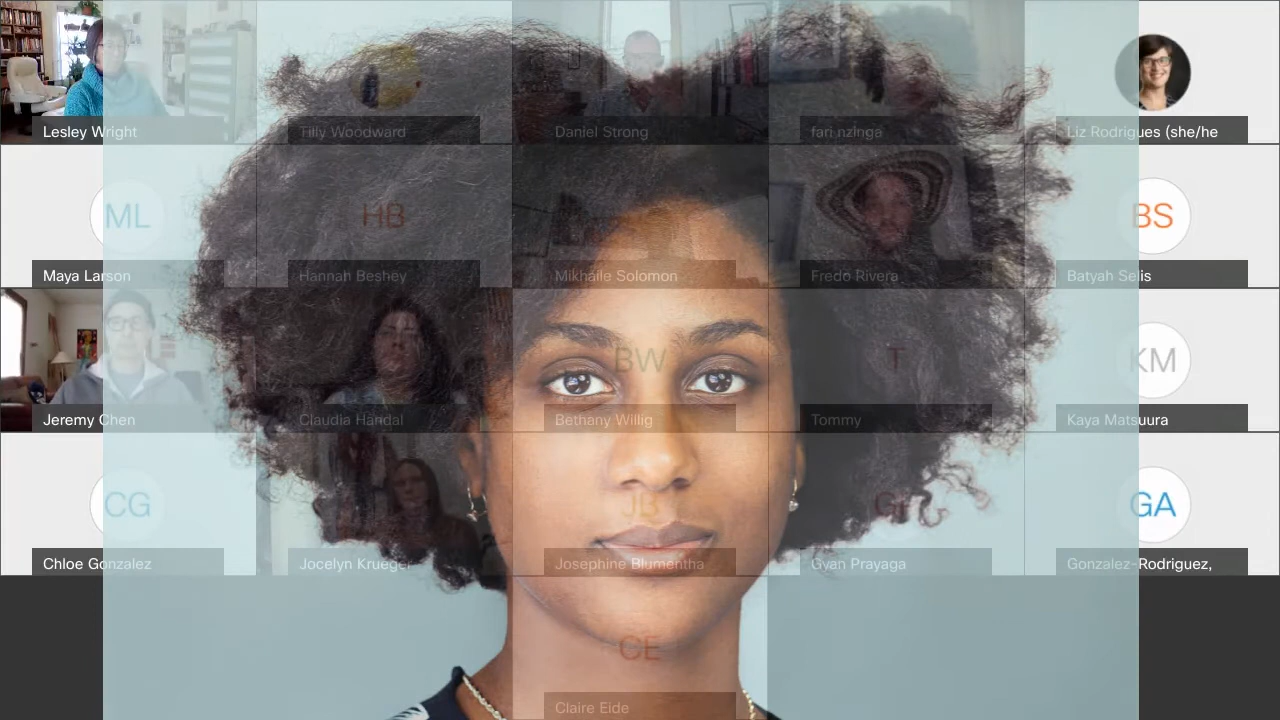 Lesley Wright
Tilly Woodward
Daniel Strong
fari nzinga
Liz Rodrigues (she/he
ML
HB
BS
Maya Larson
Hannah Beshey
Mikhaile Solomon
Fredo Rivera
Batyah Selis
BW
T
KM
Jeremy Chen
Claudia Handal
Bethany Willig
Tommy
Kaya Matsuura
CG
JB
GP
GA
Chloe Gonzalez
Jocelyn Krueger
Josephine Blumentha
Gyan Prayaga
Gonzalez-Rodriguez,
CE
Claire Eide